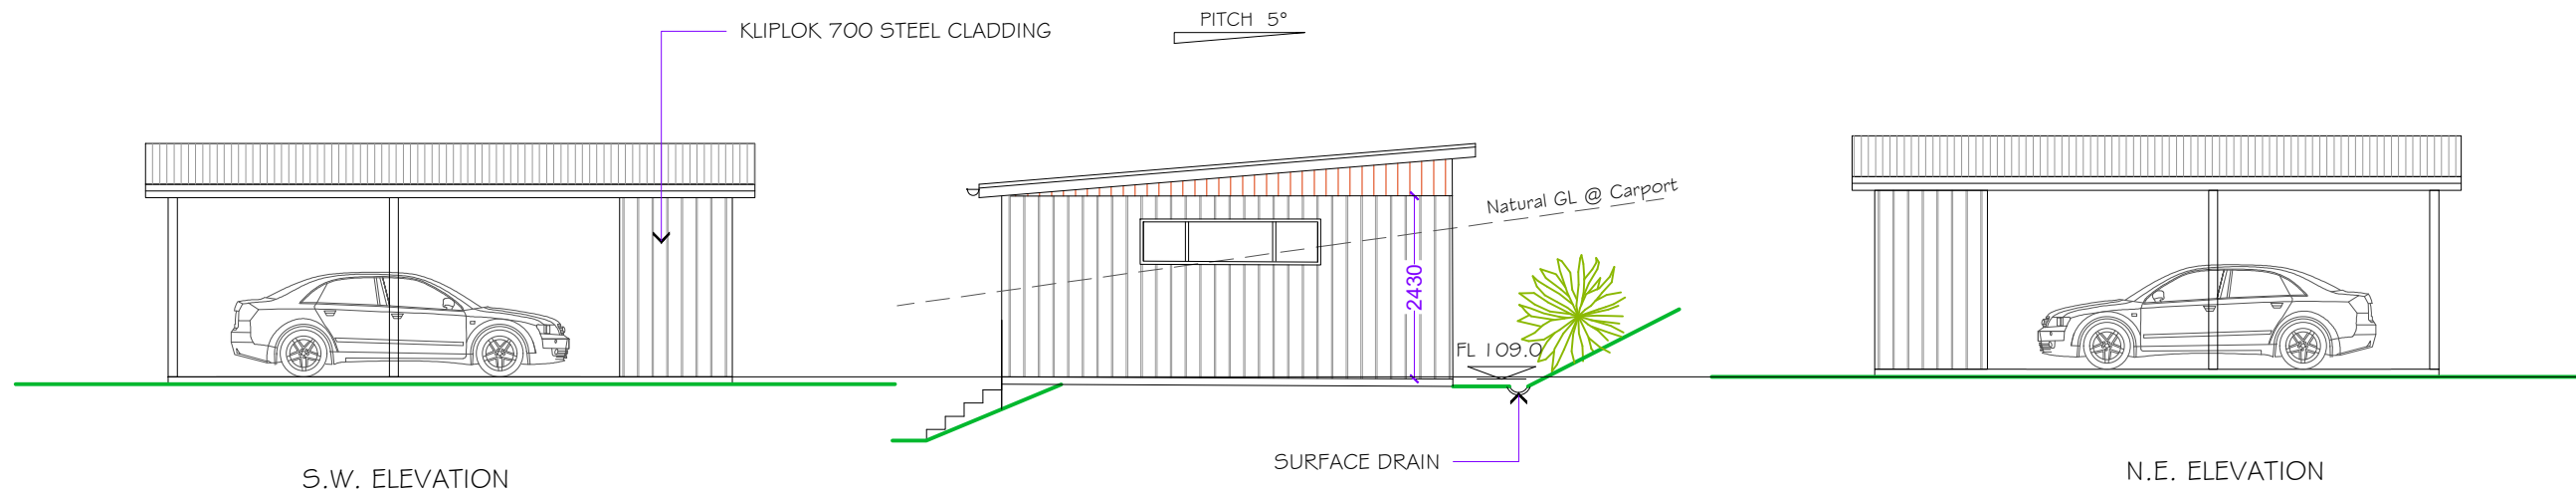 KLIPLOK 700 STEEL CLADDING
PITCH 5°
Natural GL @ Carport
2430
FL 109.0
SURFACE DRAIN
S.W. ELEVATION
N.E. ELEVATION